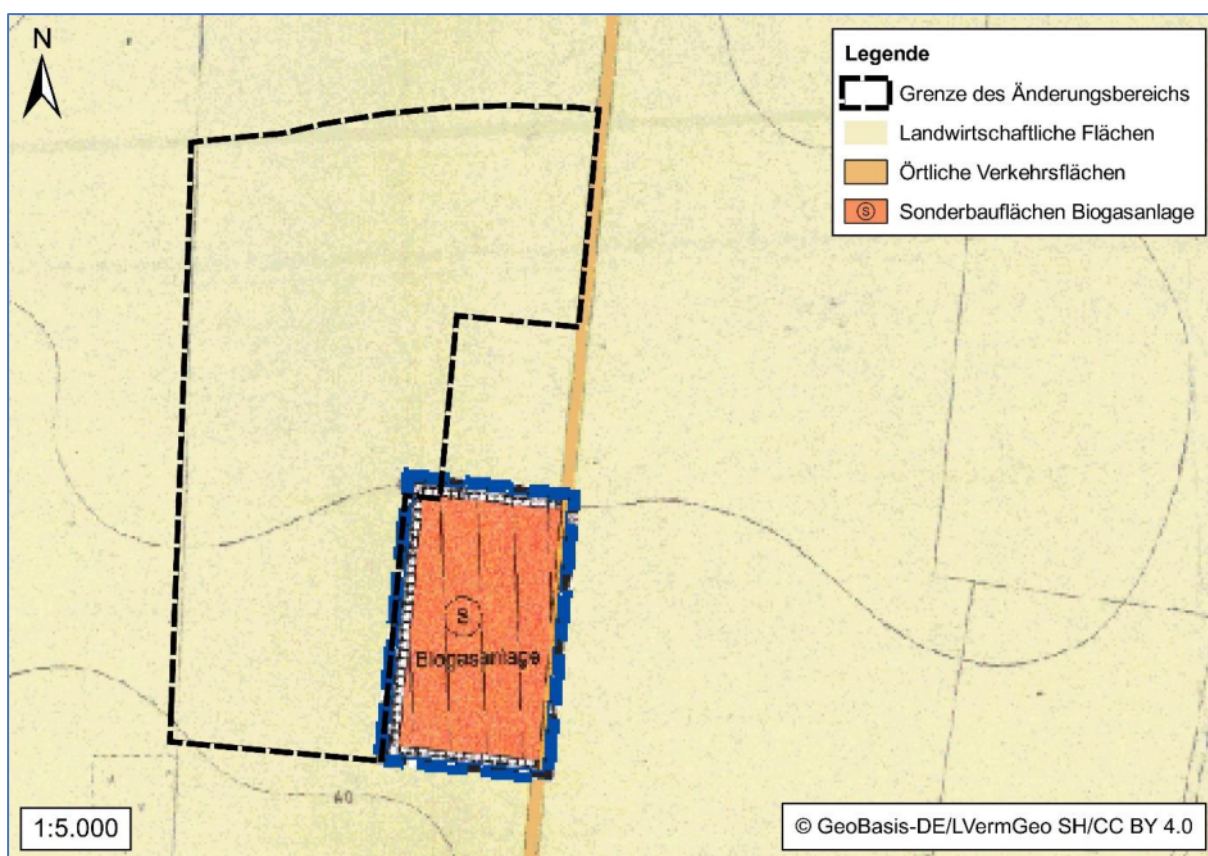 N
Legende
Grenze des Änderungsbereichs
Landwirtschaftliche Flächen
Örtliche Verkehrsflächen
S Sonderbauflächen Biogasanlage
S
Biogasanlage
40
1:5.000
© GeoBasis-DE/LVermGeo SH/CC BY 4.0